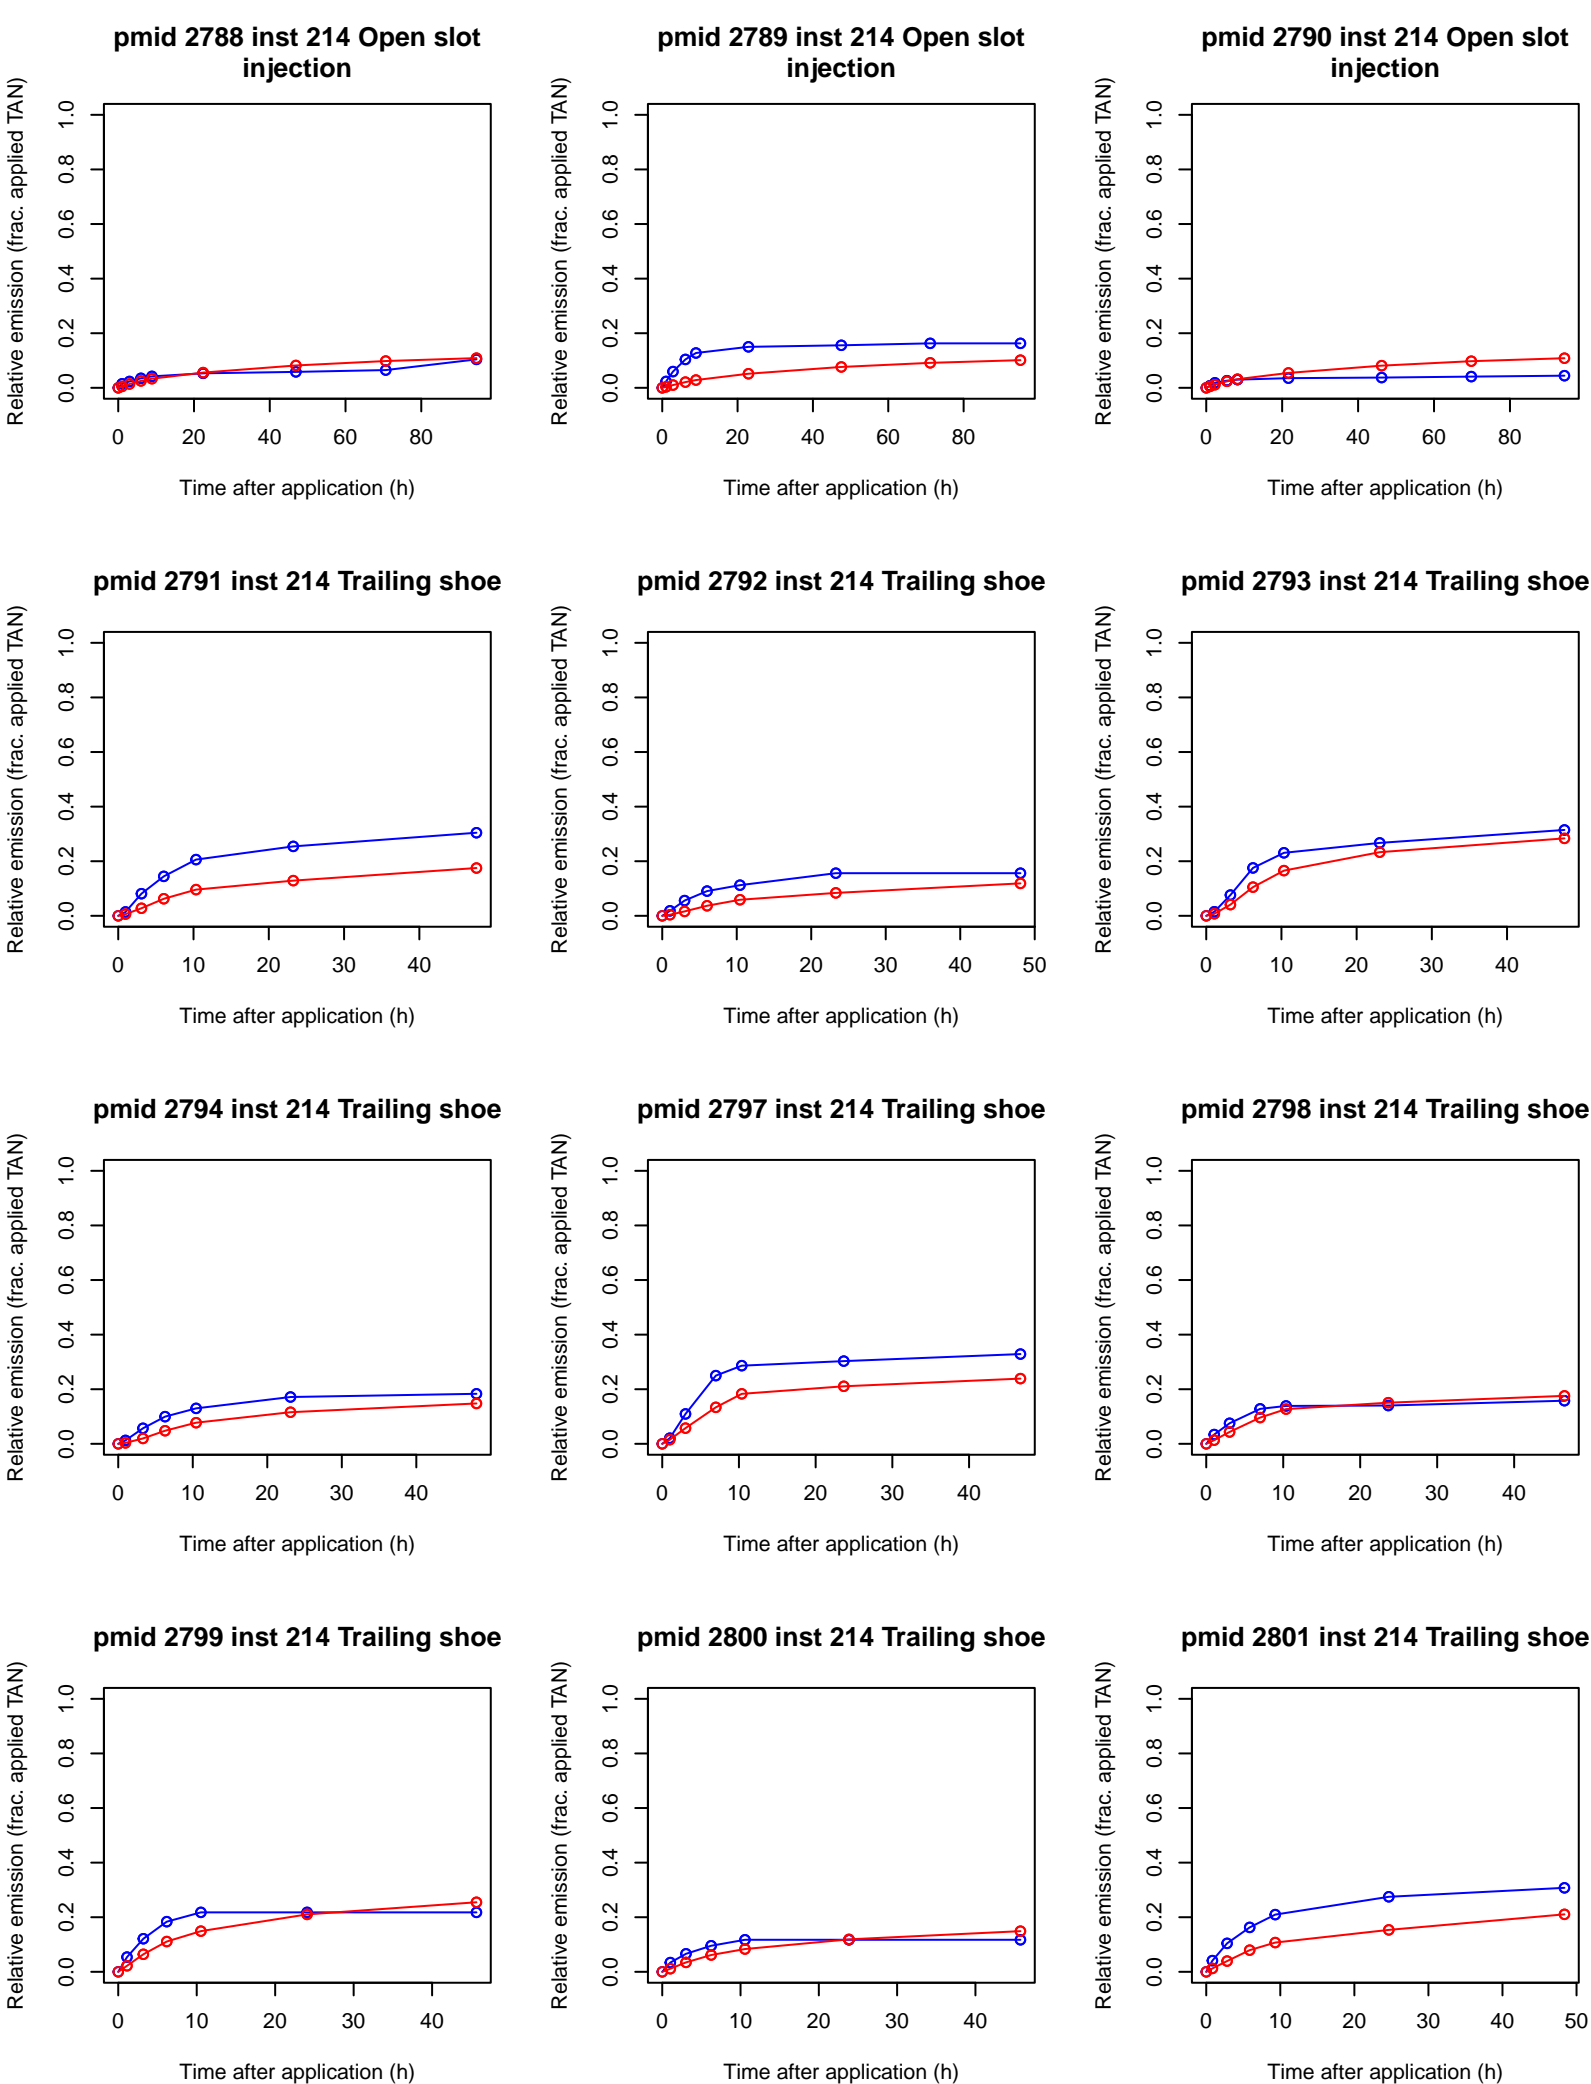 pmid 2788 inst 214 Open slot
injection
Relative emission (frac. applied TAN)
1.0
0.8
0.6
0.4
0.2
0.0
0 20 40 60 80
Time after application (h)
pmid 2789 inst 214 Open slot
injection
Relative emission (frac. applied TAN)
1.0
0.8
0.6
0.4
0.2
0.0
0 20 40 60 80
Time after application (h)
pmid 2790 inst 214 Open slot
injection
Relative emission (frac. applied TAN)
1.0
0.8
0.6
0.4
0.2
0.0
0 20 40 60 80
Time after application (h)
pmid 2791 inst 214 Trailing shoe
Relative emission (frac. applied TAN)
1.0
0.8
0.6
0.4
0.2
0.0
0 10 20 30 40
Time after application (h)
pmid 2792 inst 214 Trailing shoe
Relative emission (frac. applied TAN)
1.0
0.8
0.6
0.4
0.2
0.0
0 10 20 30 40 50
Time after application (h)
pmid 2793 inst 214 Trailing shoe
Relative emission (frac. applied TAN)
1.0
0.8
0.6
0.4
0.2
0.0
0 10 20 30 40
Time after application (h)
pmid 2794 inst 214 Trailing shoe
Relative emission (frac. applied TAN)
1.0
0.8
0.6
0.4
0.2
0.0
0 10 20 30 40
Time after application (h)
pmid 2797 inst 214 Trailing shoe
Relative emission (frac. applied TAN)
1.0
0.8
0.6
0.4
0.2
0.0
0 10 20 30 40
Time after application (h)
pmid 2798 inst 214 Trailing shoe
Relative emission (frac. applied TAN)
1.0
0.8
0.6
0.4
0.2
0.0
0 10 20 30 40
Time after application (h)
pmid 2799 inst 214 Trailing shoe
Relative emission (frac. applied TAN)
1.0
0.8
0.6
0.4
0.2
0.0
0 10 20 30 40
Time after application (h)
pmid 2800 inst 214 Trailing shoe
Relative emission (frac. applied TAN)
1.0
0.8
0.6
0.4
0.2
0.0
0 10 20 30 40
Time after application (h)
pmid 2801 inst 214 Trailing shoe
Relative emission (frac. applied TAN)
1.0
0.8
0.6
0.4
0.2
0.0
0 10 20 30 40 50
Time after application (h)